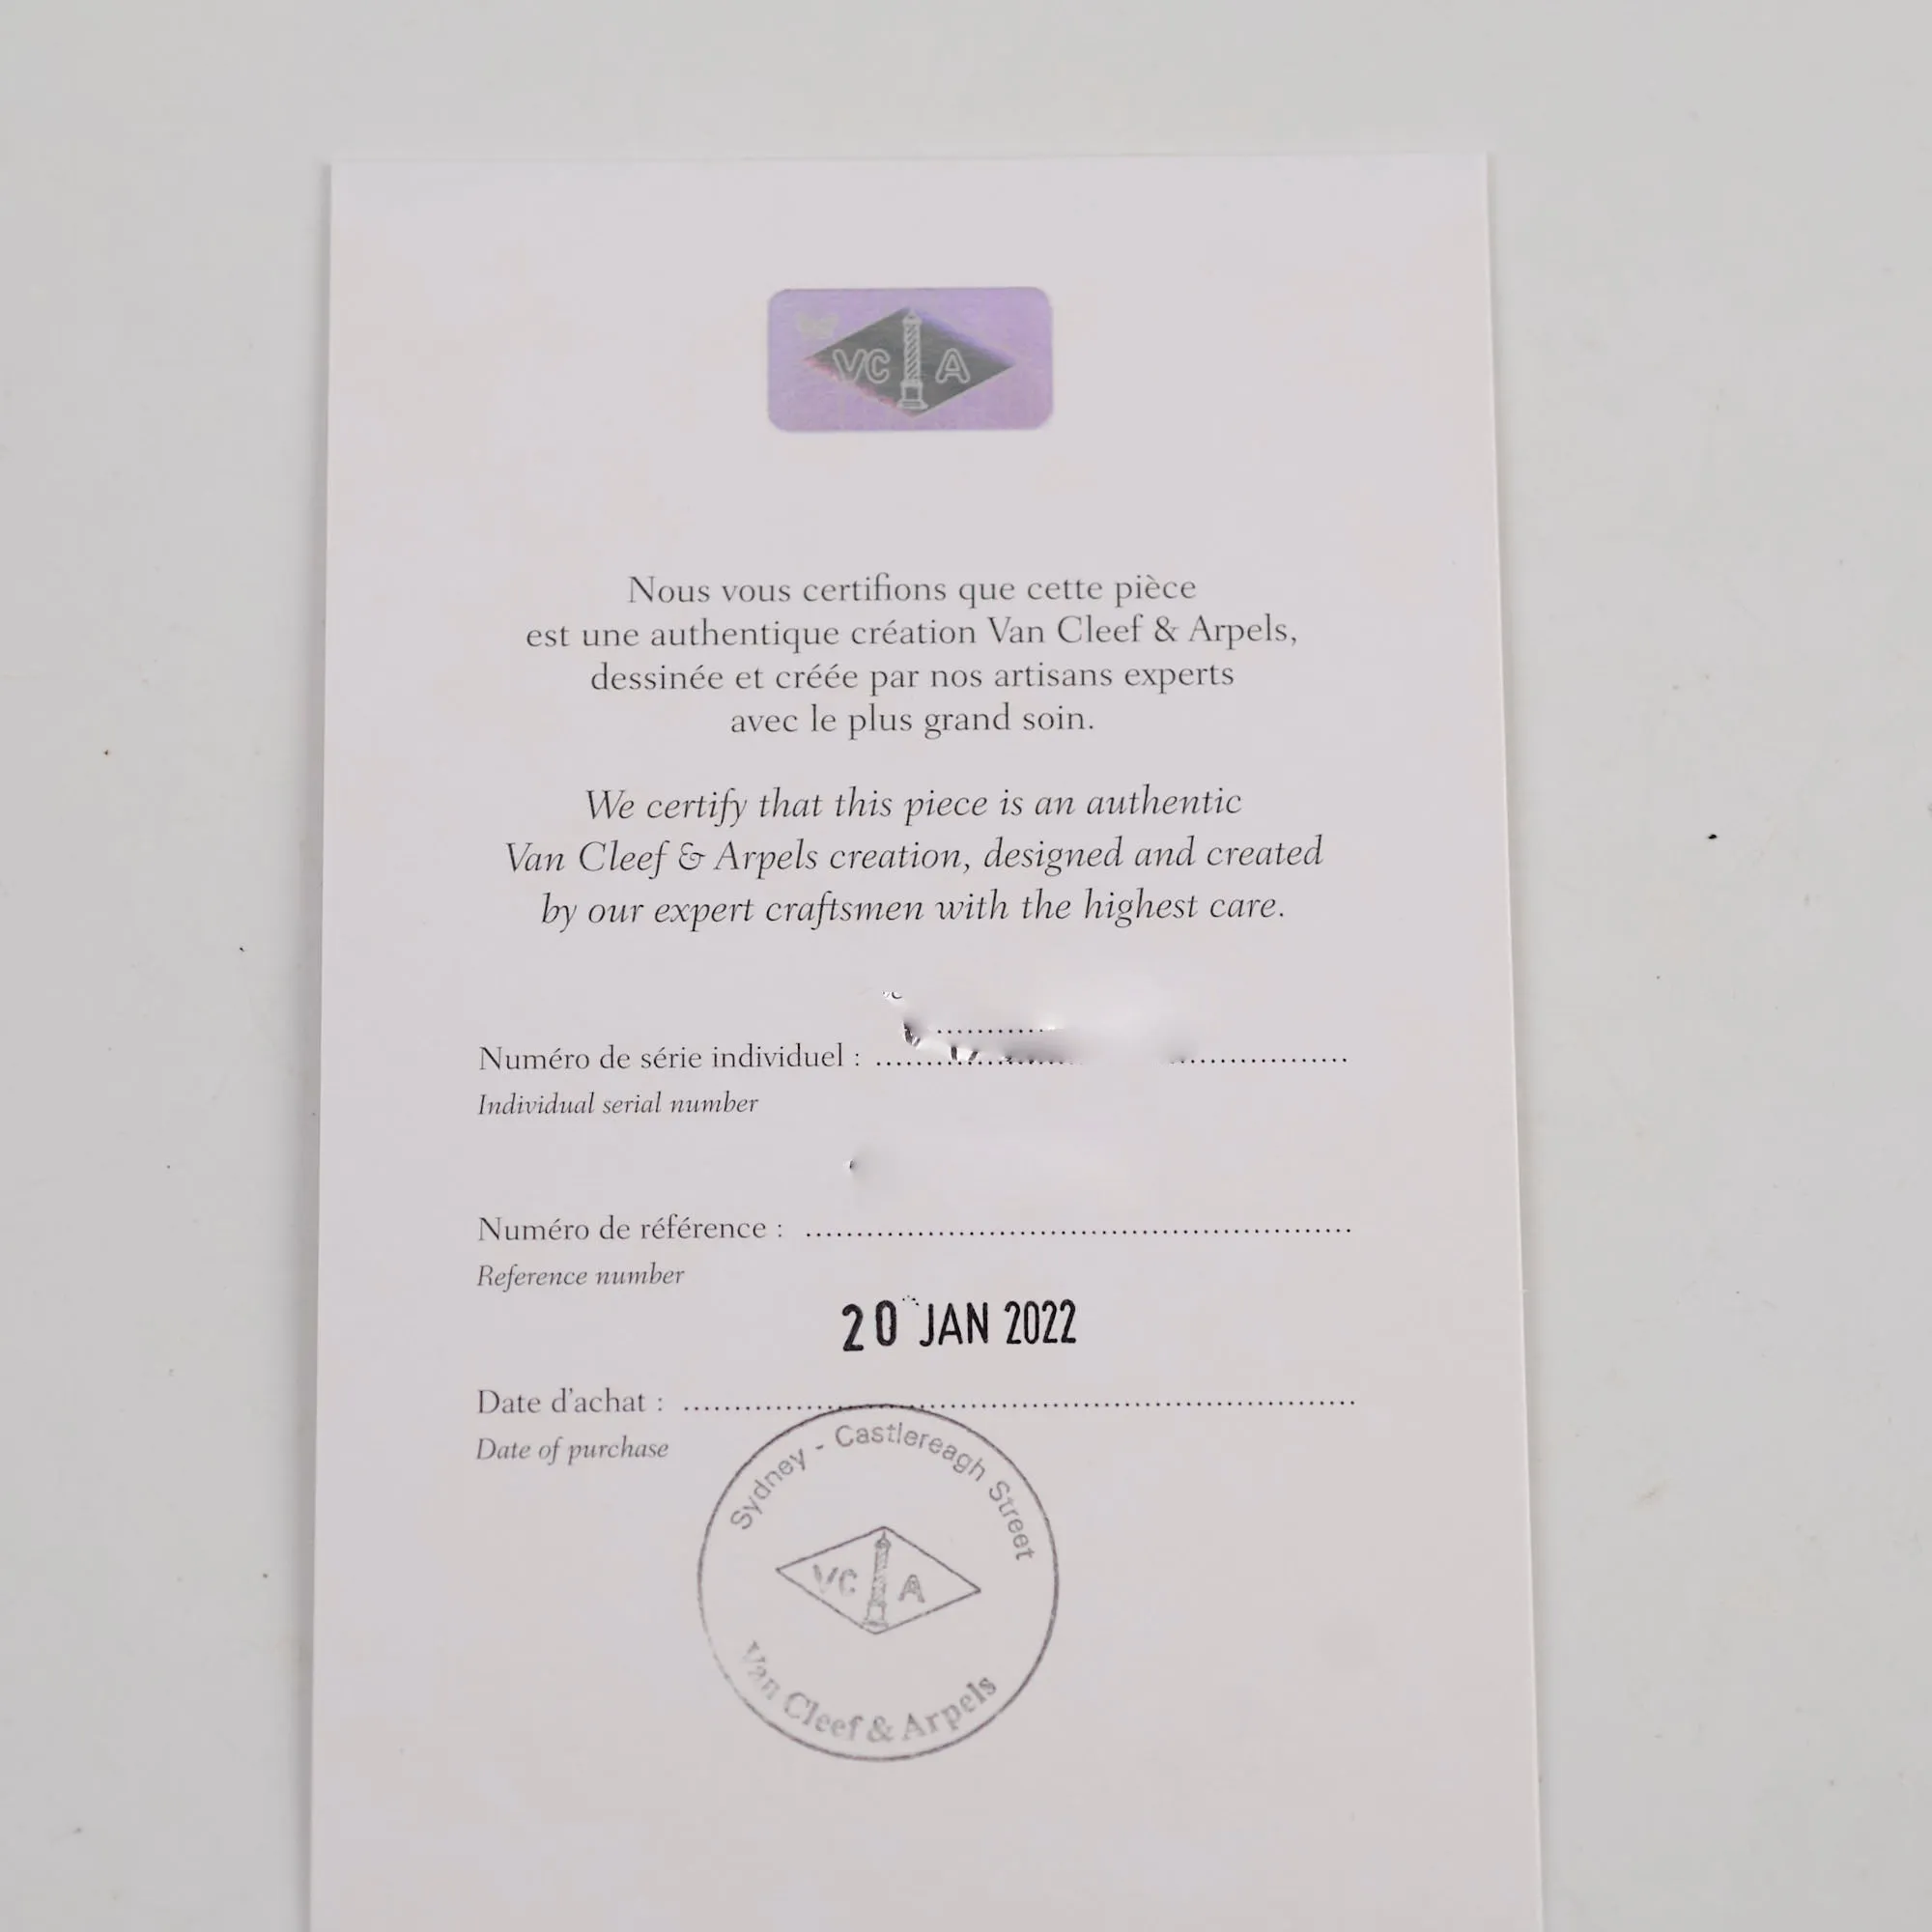 VC A
Nous vous certifions que cette pièce
est une authentique création Van Cleef & Arpels,
dessinée et créée par nos artisans experts
avec le plus grand soin.
We certify that this piece is an authentic
Van Cleef & Arpels creation, designed and created
by our expert craftsmen with the highest care.
Numéro de série individuel :
Individual serial number
Numéro de référence :
Reference number
20 JAN 2022
Date d'achat :
Date of purchase
Sydney - Castlereagh Street
VC A
Van Cleef & Arpels